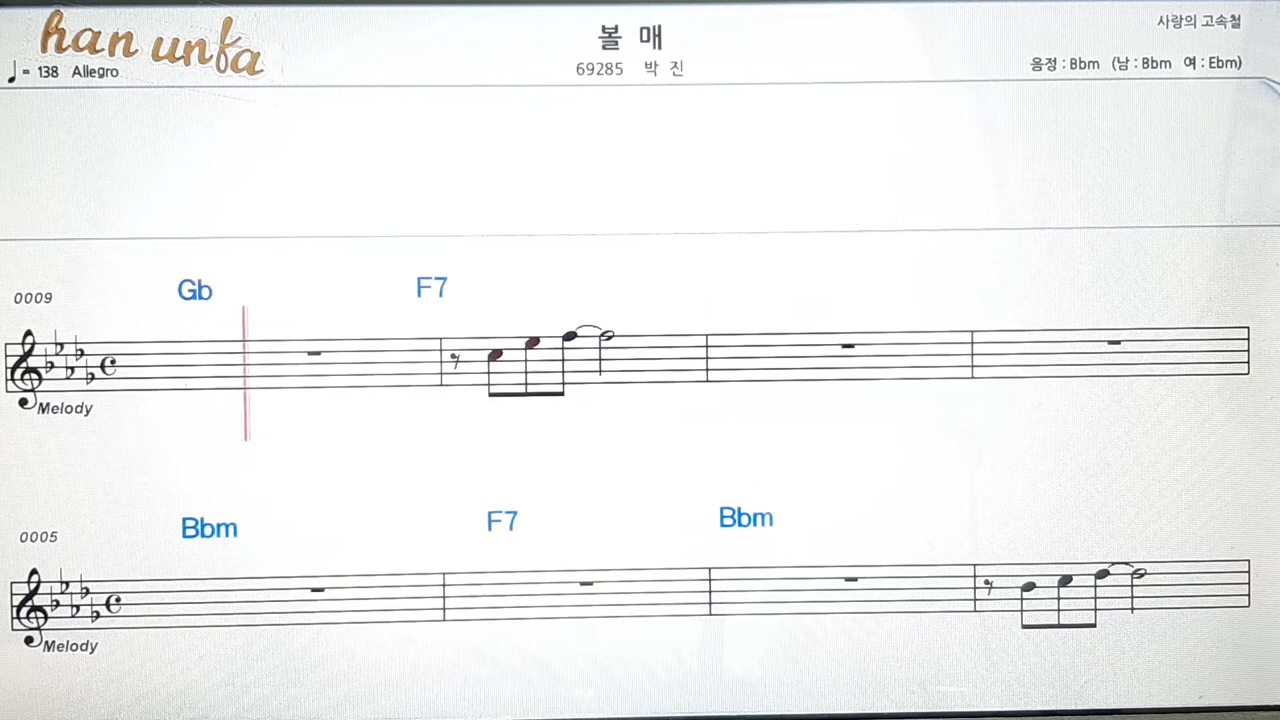 han unfa
볼 매
사랑의 고속철
♩ = 138 Allegro
69285 박 진
음정 : Bbm (남 : Bbm 여 : Ebm)
Gb F7
0009
Melody
Bbm F7 Bbm
0005
Melody